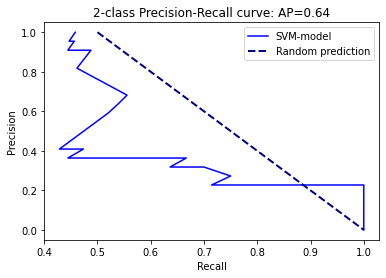 2-class Precision-Recall curve: AP=0.64
SVM-model
Random prediction
Precision
1.0
0.8
0.6
0.4
0.2
0.0
0.4
0.5
0.6
0.7
0.8
0.9
1.0
Recall